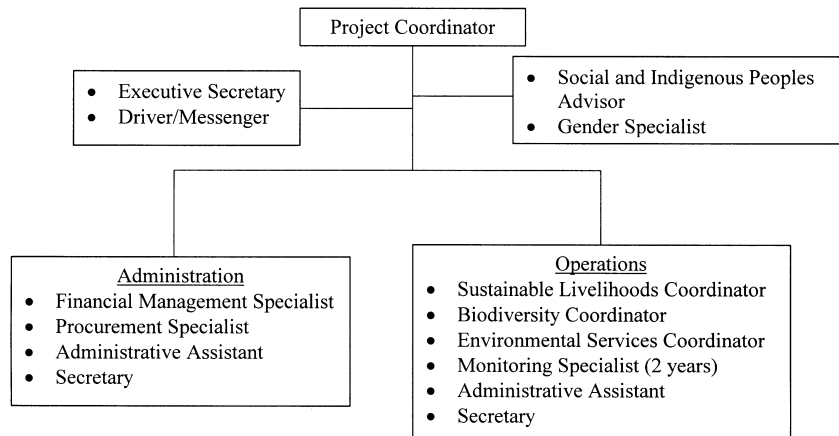 Project Coordinator
• Executive Secretary
• Driver/Messenger
• Social and Indigenous Peoples
Advisor
• Gender Specialist
Administration
• Financial Management Specialist
• Procurement Specialist
• Administrative Assistant
• Secretary
Operations
• Sustainable Livelihoods Coordinator
• Biodiversity Coordinator
• Environmental Services Coordinator
• Monitoring Specialist (2 years)
• Administrative Assistant
• Secretary